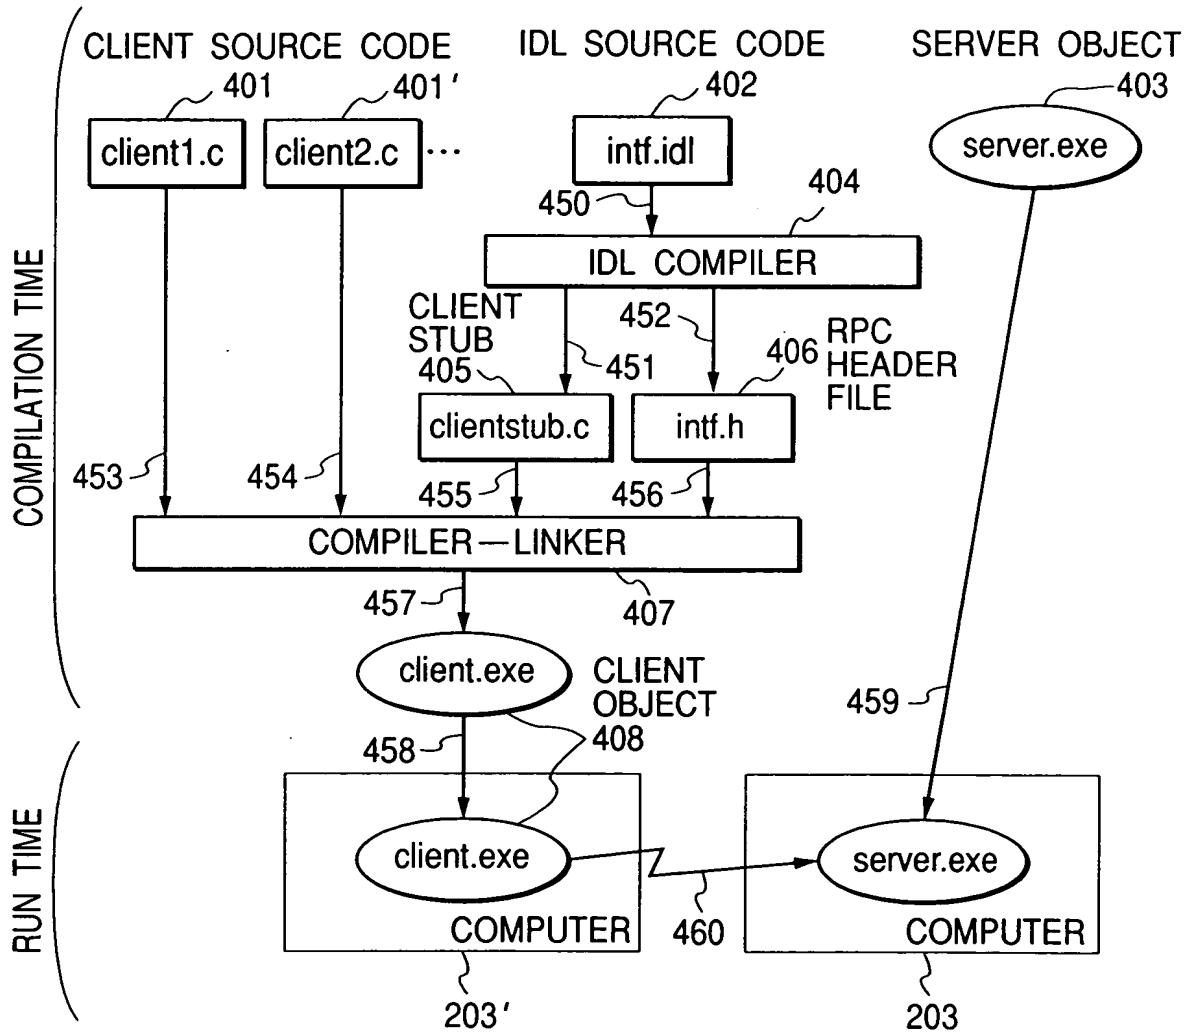 CLIENT SOURCE CODE
IDL SOURCE CODE
SERVER OBJECT
401
401'
402
403
client1.c
client2.c
...
intf.idl
server.exe
450
404
IDL COMPILER
CLIENT
STUB
405
451
452
406
RPC
HEADER
FILE
clientstub.c
intf.h
453
454
455
456
COMPILER—LINKER
457
407
client.exe
CLIENT
OBJECT
408
458
459
COMPILATION TIME
RUN TIME
client.exe
server.exe
COMPUTER
460
COMPUTER
203'
203